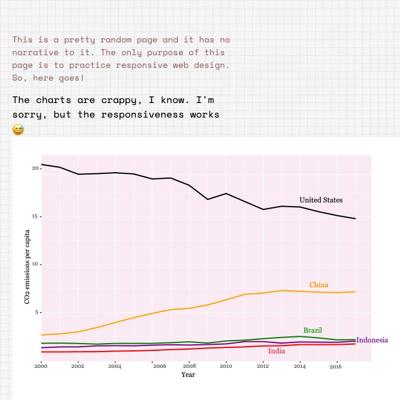 This is a pretty random page and it has no
narrative to it. The only purpose of this
page is to practice responsive web design.
So, here goes!
The charts are crappy, I know. I'm
sorry, but the responsiveness works
😅
20
15
10
5
CO2 emissions per capita
United States
China
Brazil
Indonesia
India
2000 2002 2004 2006 2008 2010 2012 2014 2015
Year